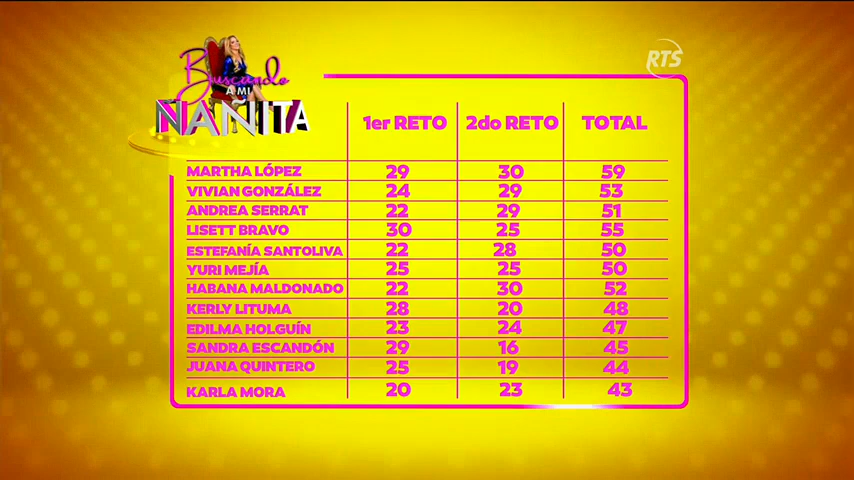 Buscando
A MI
ÑAÑITA
RTS
1er RETO 2do RETO TOTAL
MARTHA LÓPEZ 29 30 59
VIVIAN GONZÁLEZ 24 29 53
ANDREA SERRAT 22 29 51
LISETT BRAVO 30 25 55
ESTEFANÍA SANTOLIVA 22 28 50
YURI MEJÍA 25 25 50
HABANA MALDONADO 22 30 52
KERLY LITUMA 28 20 48
EDILMA HOLGUÍN 23 24 47
SANDRA ESCANDÓN 29 16 45
JUANA QUINTERO 25 19 44
KARLA MORA 20 23 43